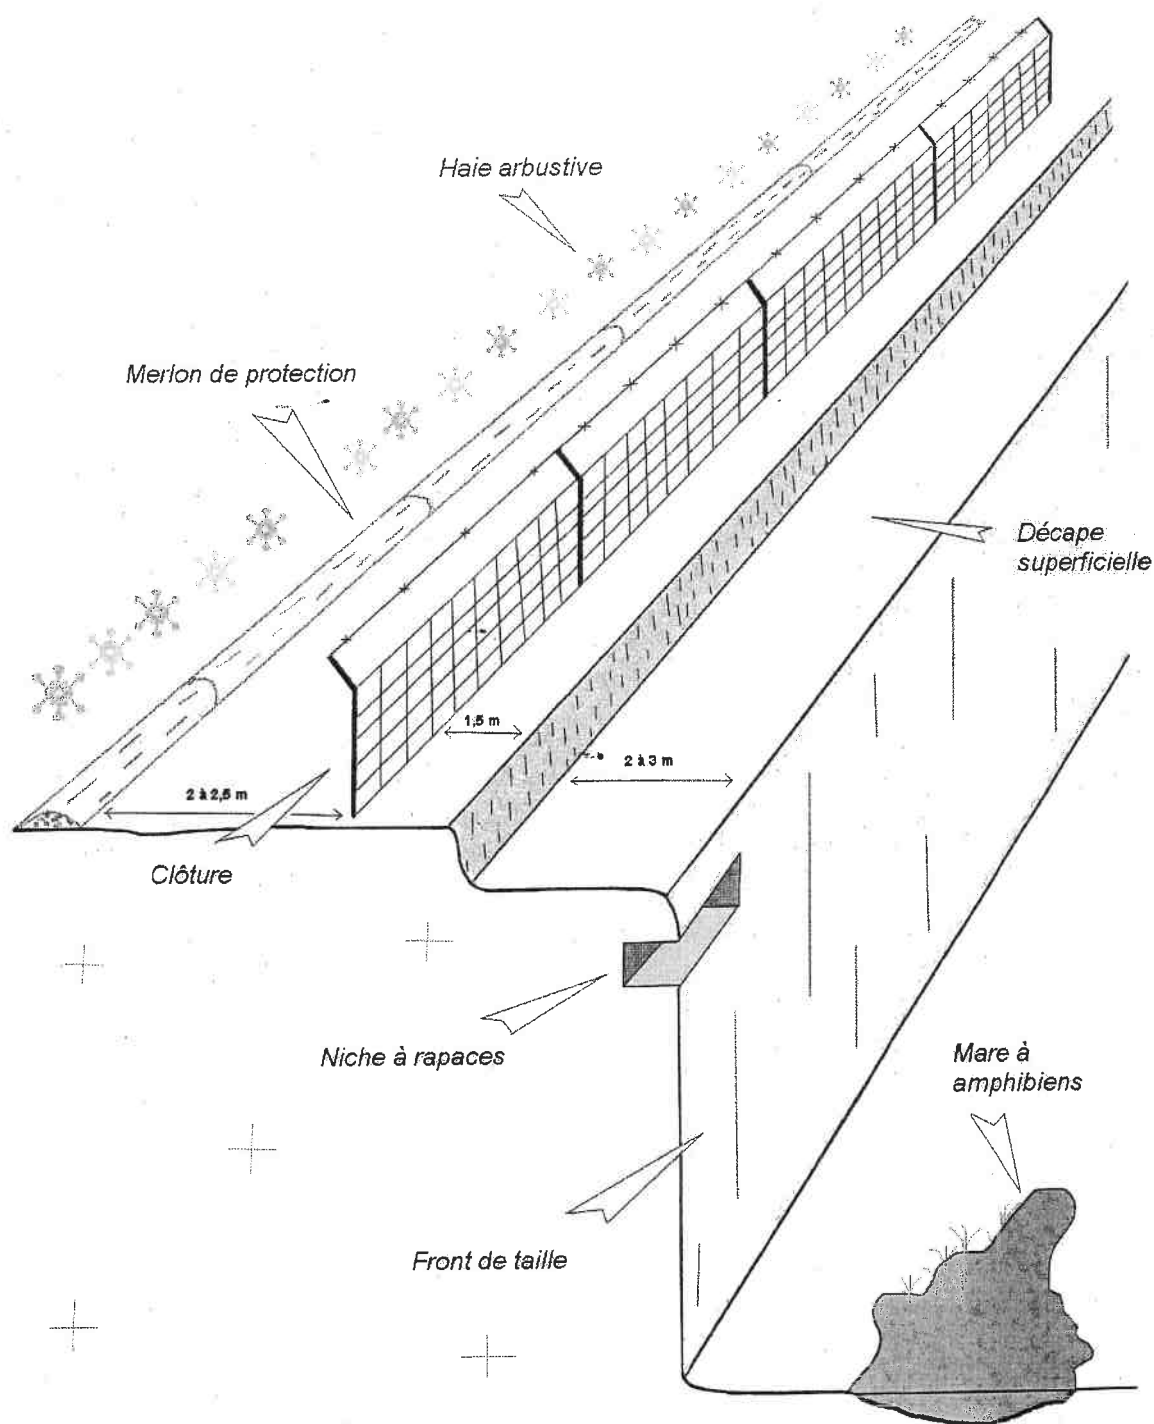 Haie arbustive
Merlon de protection
Décape
superficielle
1,5 m
2 à 3 m
2 à 2,5 m
Clôture
Niche à rapaces
Mare à
amphibiens
Front de taille